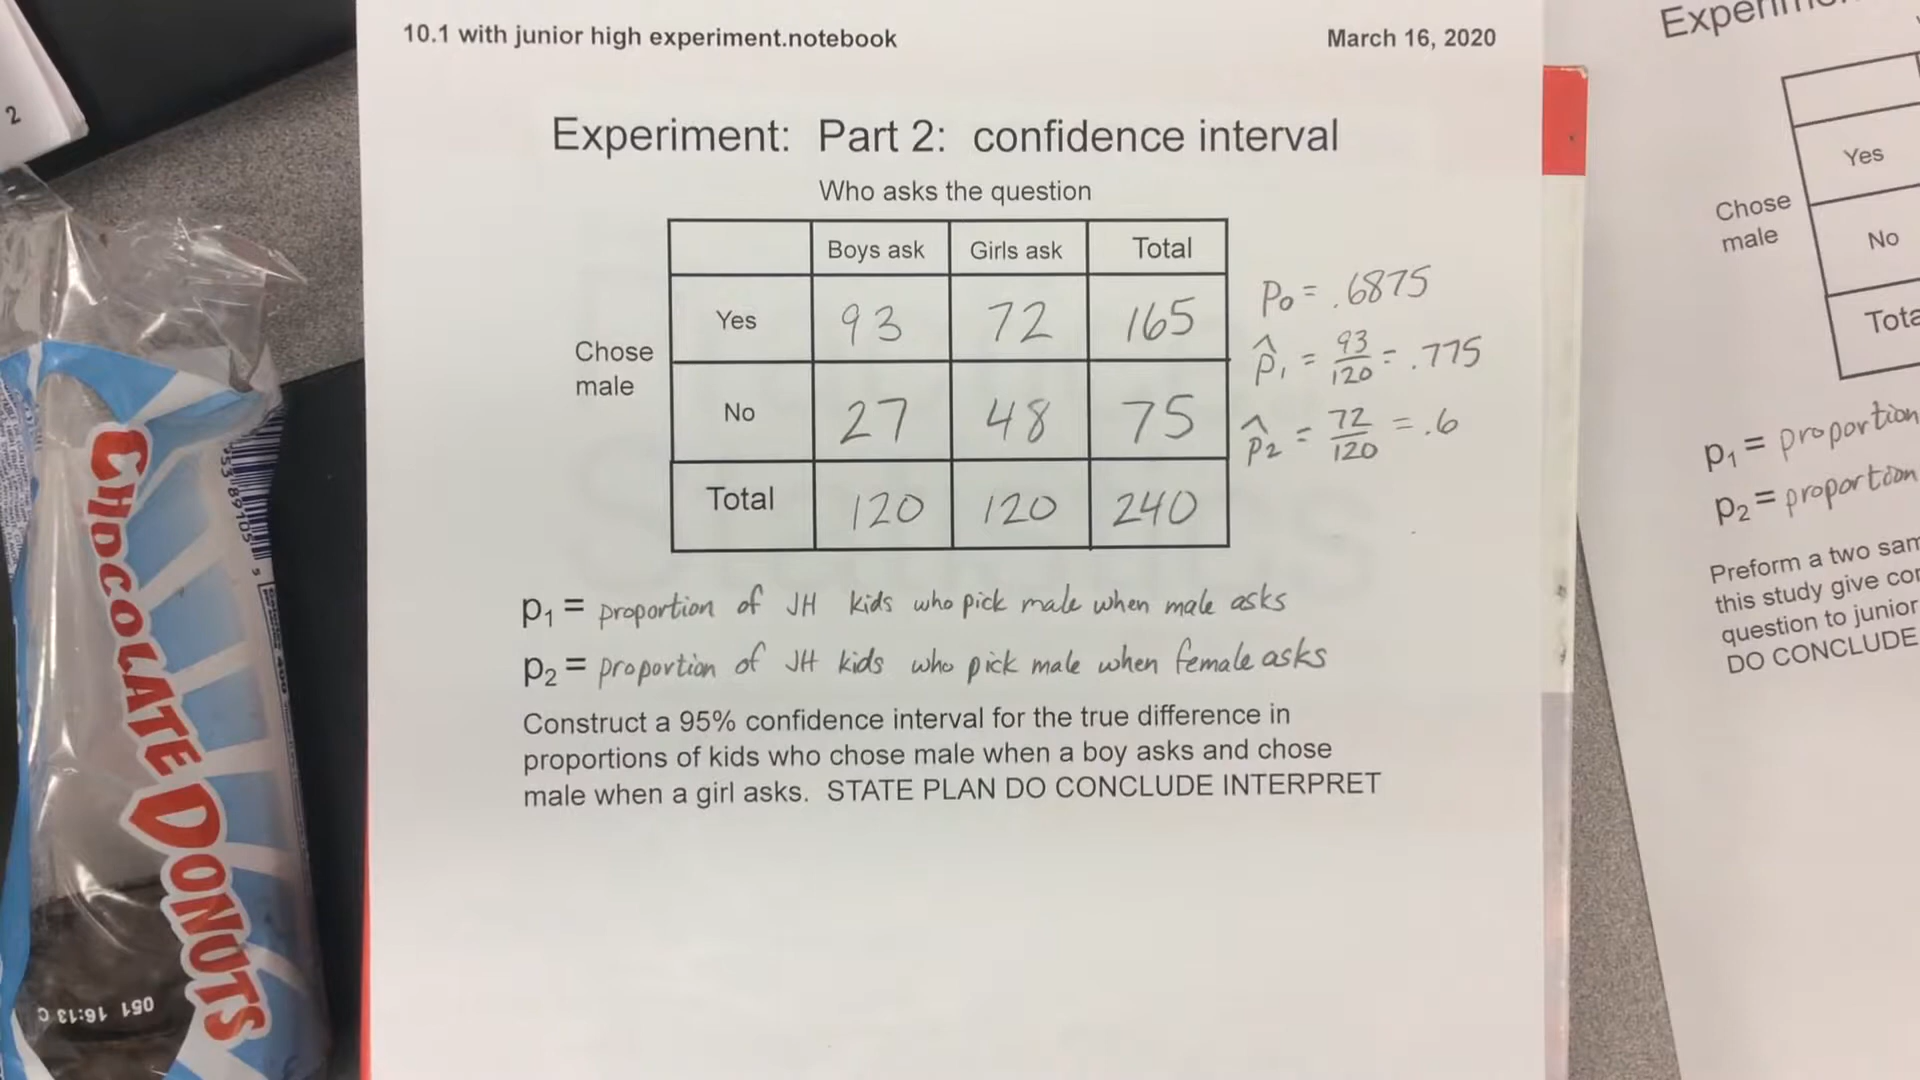 10.1 with junior high experiment.notebook
March 16, 2020
Experiment: Part 2: confidence interval
Who asks the question
Boys ask Girls ask Total
Chose male
Yes 93 72 165
No 27 48 75
Total 120 120 240
Po = .6875
p̂₁ = 93/120 = .775
p̂₂ = 72/120 = .6
p₁ = proportion of JH kids who pick male when male asks
p₂ = proportion of JH kids who pick male when female asks
Construct a 95% confidence interval for the true difference in
proportions of kids who chose male when a boy asks and chose
male when a girl asks. STATE PLAN DO CONCLUDE INTERPRET
Yes
Chose
male
No
p₁ = proportion
p₂ = proportion
Preform a two
this study give
question to junior
DO CONCLUDE
2
CHOCOLATE DONUTS
051 16:13 C